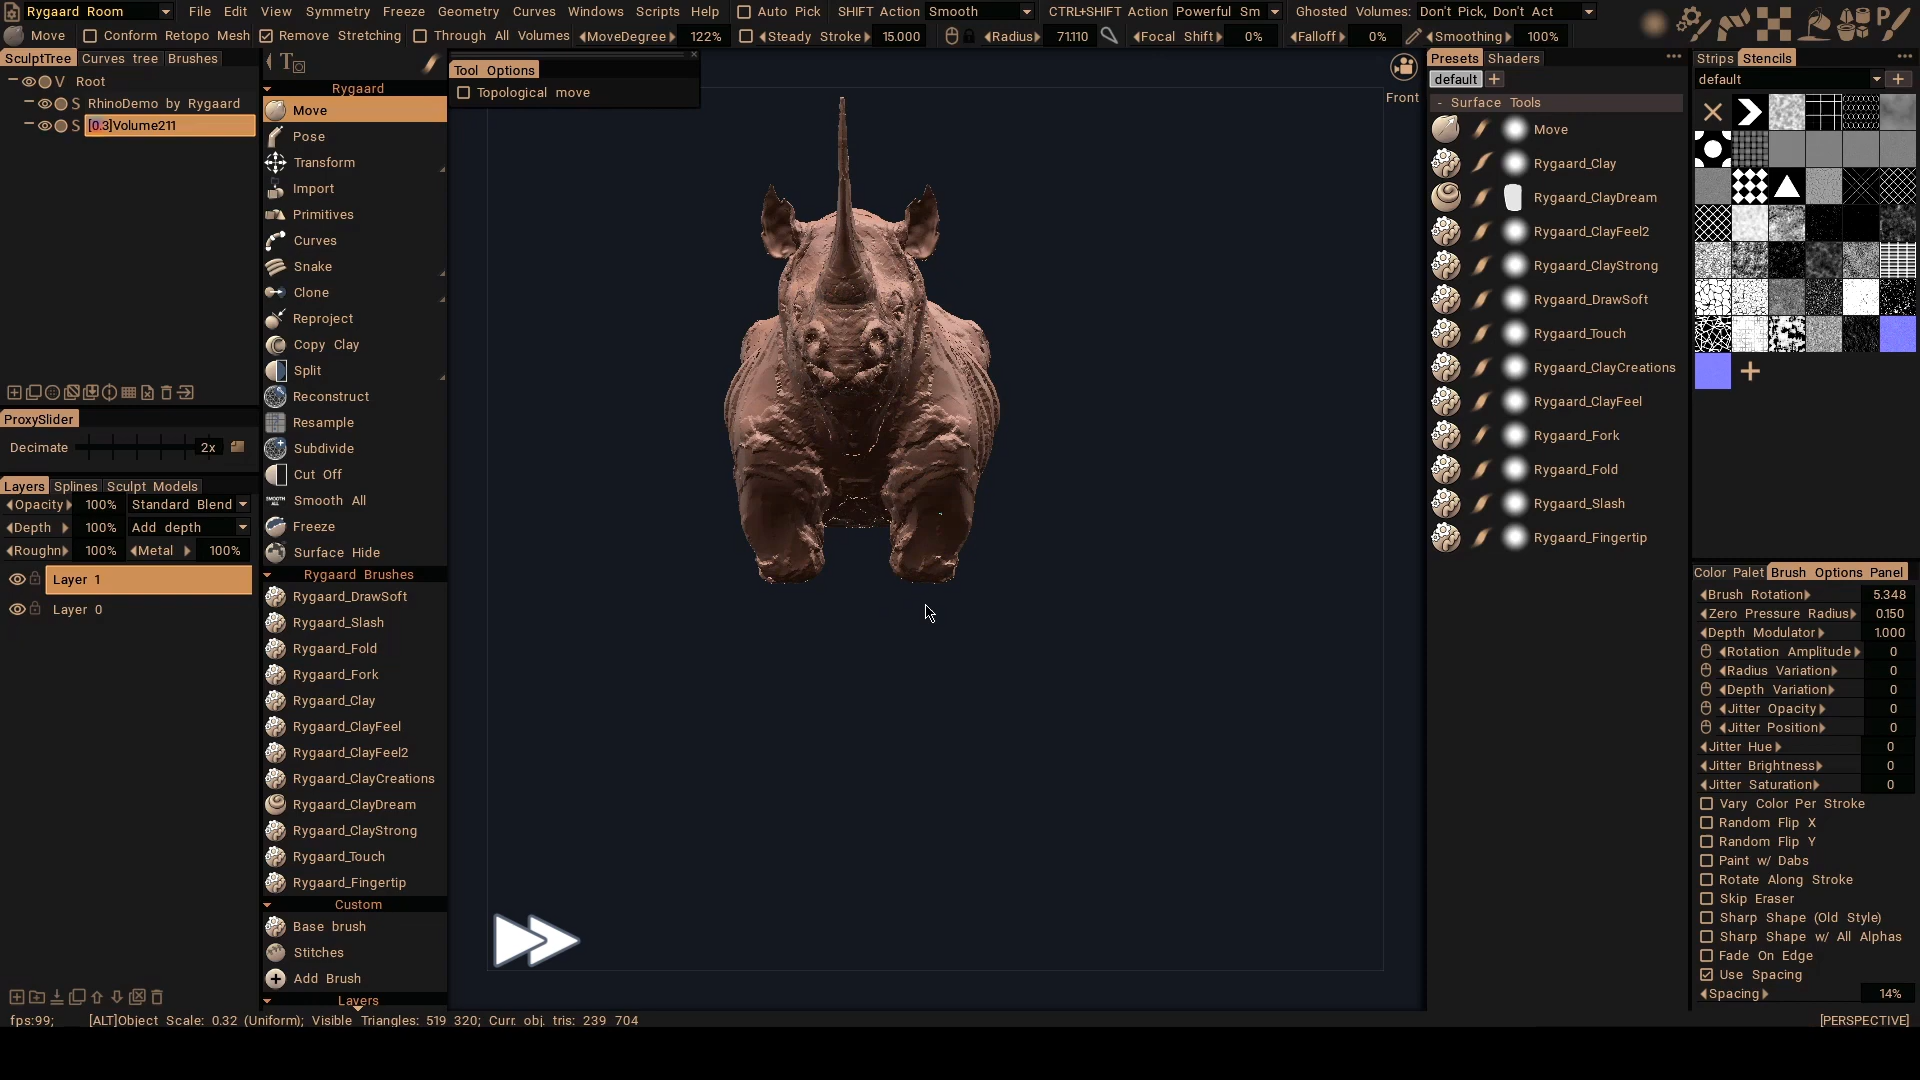 Rygaard Room File Edit View Symmetry Freeze Geometry Curves Windows Scripts Help Auto Pick SHIFT Action Smooth CTRL+SHIFT Action Powerful Sm Ghosted Volumes: Don't Pick, Don't Act
Move Conform Retopo Mesh Remove Stretching Through All Volumes MoveDegree 122% Steady Stroke 15.000 Radius 71.110 Focal Shift 0% Falloff 0% Smoothing 100%
SculptTree Curves tree Brushes
V Root
S RhinoDemo by Rygaard
S [0.3]Volume211
ProxySlider
Decimate 2x
Layers Splines Sculpt Models
Opacity 100% Standard Blend
Depth 100% Add depth
Roughn 100% Metal 100%
Layer 1
Layer 0
Rygaard
Move
Pose
Transform
Import
Primitives
Curves
Snake
Clone
Reproject
Copy Clay
Split
Reconstruct
Resample
Subdivide
Cut Off
SMOOTH ALL
Smooth All
Freeze
Surface Hide
Rygaard Brushes
Rygaard_DrawSoft
Rygaard_Slash
Rygaard_Fold
Rygaard_Fork
Rygaard_Clay
Rygaard_ClayFeel
Rygaard_ClayFeel2
Rygaard_ClayCreations
Rygaard_ClayDream
Rygaard_ClayStrong
Rygaard_Touch
Rygaard_Fingertip
Custom
Base brush
Stitches
Add Brush
Layers
Tool Options
Topological move
Front
Presets Shaders
default +
- Surface Tools
Move
Rygaard_Clay
Rygaard_ClayDream
Rygaard_ClayFeel2
Rygaard_ClayStrong
Rygaard_DrawSoft
Rygaard_Touch
Rygaard_ClayCreations
Rygaard_ClayFeel
Rygaard_Fork
Rygaard_Fold
Rygaard_Slash
Rygaard_Fingertip
Strips Stencils
default
Color Palet Brush Options Panel
Brush Rotation 5.348
Zero Pressure Radius 0.150
Depth Modulator 1.000
Rotation Amplitude 0
Radius Variation 0
Depth Variation 0
Jitter Opacity 0
Jitter Position 0
Jitter Hue 0
Jitter Brightness 0
Jitter Saturation 0
Vary Color Per Stroke
Random Flip X
Random Flip Y
Paint w/ Dabs
Rotate Along Stroke
Skip Eraser
Sharp Shape (Old Style)
Sharp Shape w/ All Alphas
Fade On Edge
Use Spacing
Spacing 14%
fps:99; [ALT]Object Scale: 0.32 (Uniform); Visible Triangles: 519 320; Curr. obj. tris: 239 704 [PERSPECTIVE]